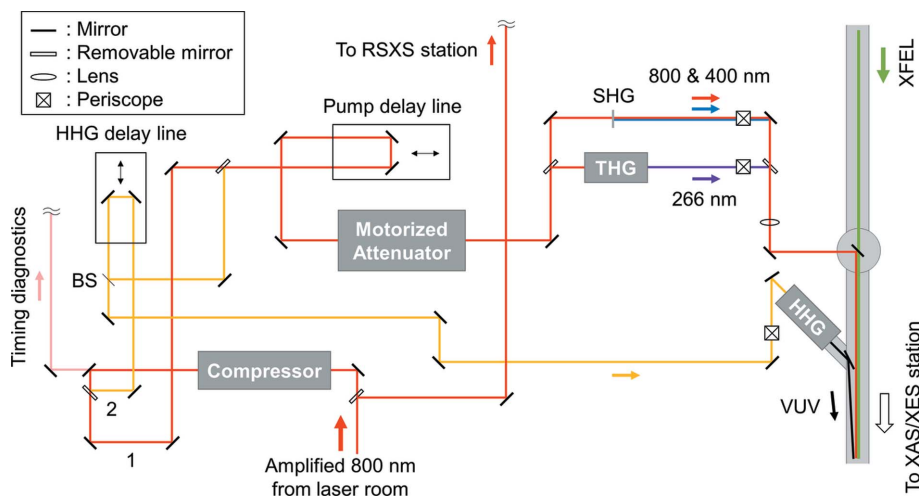 : Mirror
: Removable mirror
: Lens
: Periscope
HHG delay line
Pump delay line
To RSXS station
SHG
800 & 400 nm
THG
266 nm
XFEL
Motorized
Attenuator
BS
Timing diagnostics
HHG
Compressor
2
1
VUV
Amplified 800 nm
from laser room
To XAS/XES station